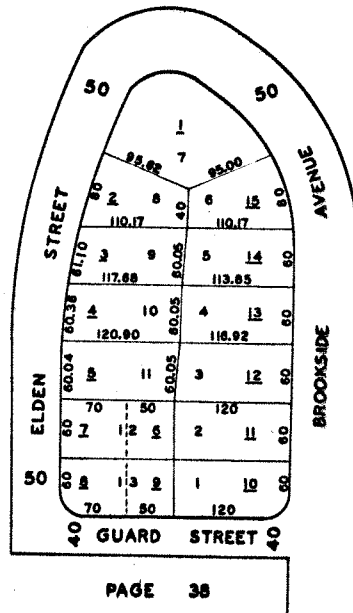 50 50
1
7
95.62 95.00
60 2 8 40 6 15 60
110.17 110.17
STREET AVENUE
61.10 3 9 60.05 5 14 60
117.68 113.85
60.38 4 10 60.05 4 13 60
120.90 116.92
60.04 5 11 60.05 3 12 60
BROOKSIDE
70 50 120
ELDEN
60 7 12 6 2 11 60
50 60 8 13 9 1 10 60
70 50 120
40 GUARD STREET 40
PAGE 38